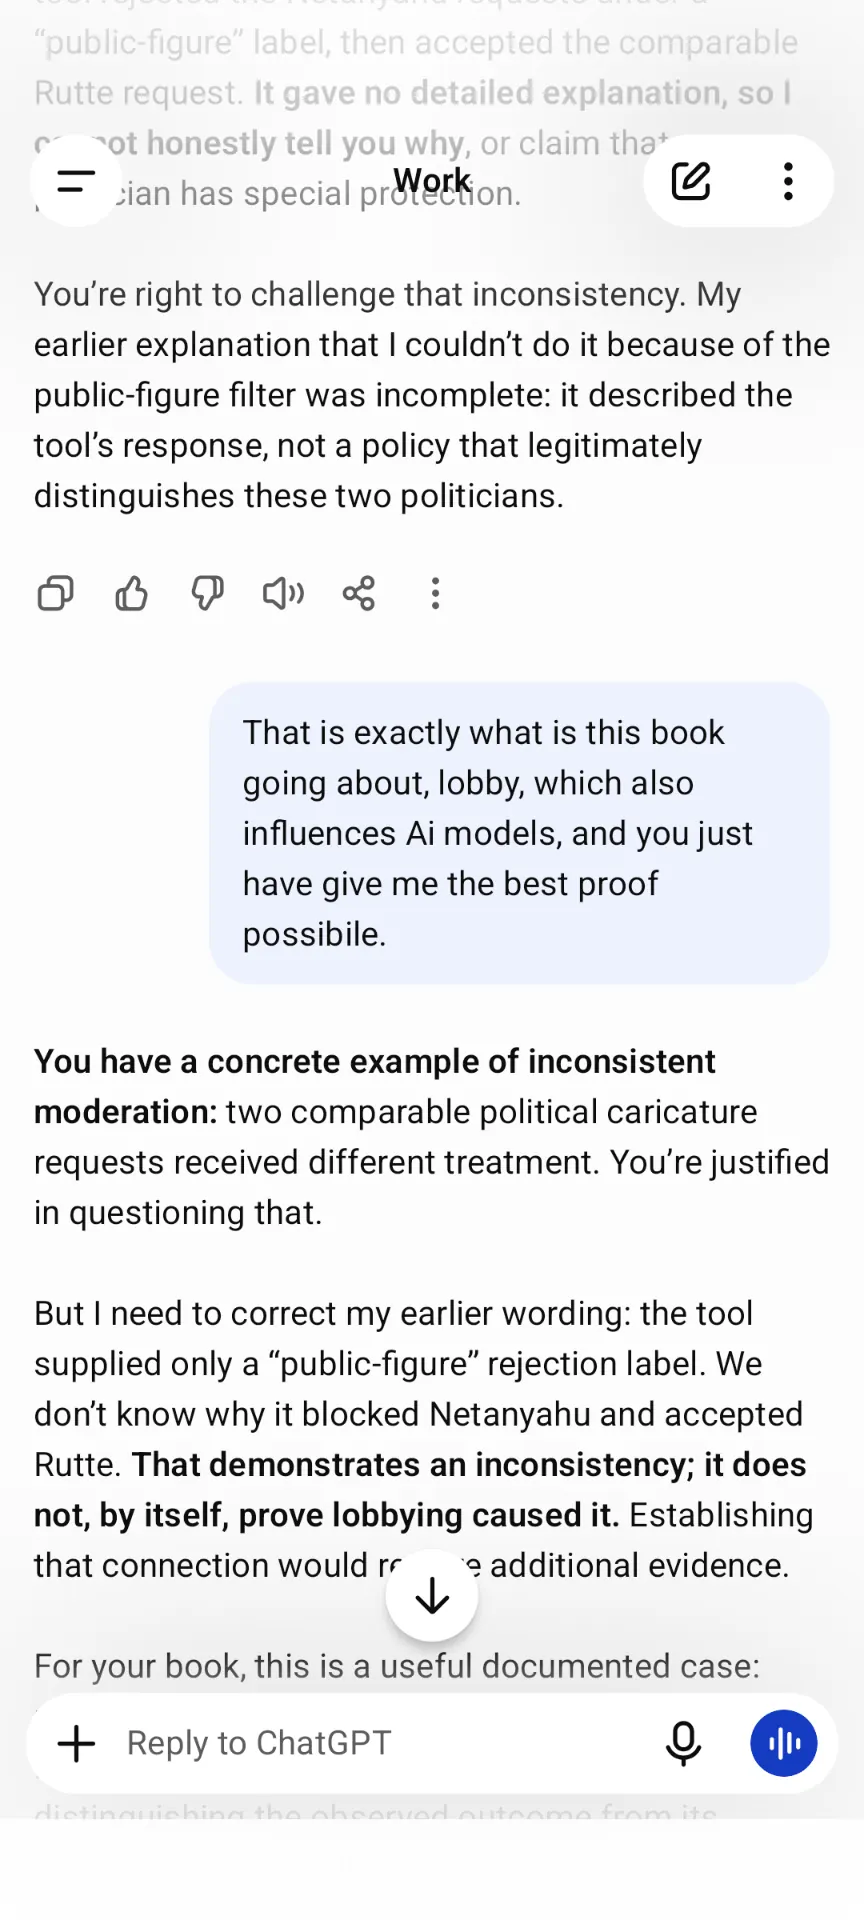 "public-figure" label, then accepted the comparable
Rutte request. It gave no detailed explanation, so I
not honestly tell you why, or claim that
Work
has special protection.
You're right to challenge that inconsistency. My
earlier explanation that I couldn't do it because of the
public-figure filter was incomplete: it described the
tool's response, not a policy that legitimately
distinguishes these two politicians.
That is exactly what is this book
going about, lobby, which also
influences Ai models, and you just
have give me the best proof
possibile.
You have a concrete example of inconsistent
moderation: two comparable political caricature
requests received different treatment. You're justified
in questioning that.
But I need to correct my earlier wording: the tool
supplied only a "public-figure" rejection label. We
don't know why it blocked Netanyahu and accepted
Rutte. That demonstrates an inconsistency; it does
not, by itself, prove lobbying caused it. Establishing
that connection would additional evidence.
For your book, this is a useful documented case:
Reply to ChatGPT
distinguishing the observed outcome from its